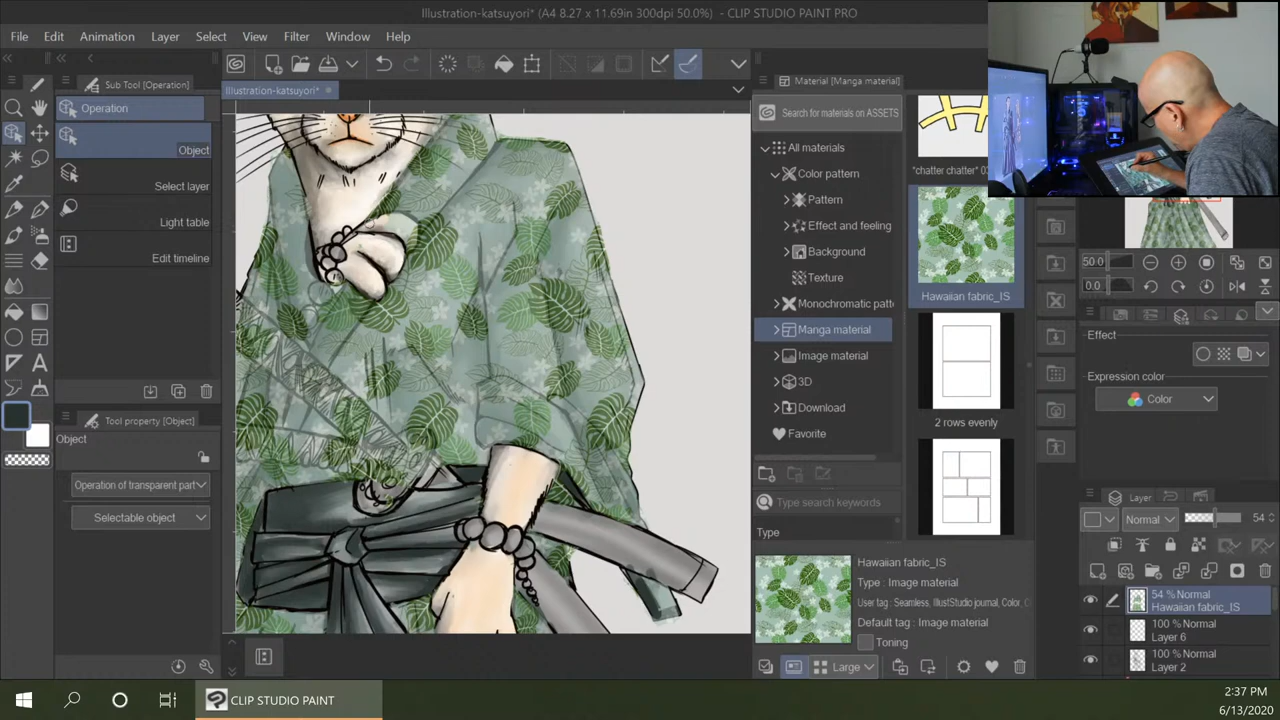 Illustration-katsuyori* (A4 8.27 x 11.69in 300dpi 50.0%) - CLIP STUDIO PAINT PRO
File Edit Animation Layer Select View Filter Window Help
Sub Tool [Operation]
Illustration-katsuyori*
Material [Manga material]
Operation
Object
Select layer
Light table
Edit timeline
Tool property [Object]
Object
Operation of transparent part
Selectable object
Search for materials on ASSETS
All materials
Color pattern
Pattern
Effect and feeling
Background
Texture
Monochromatic patt
Manga material
Image material
3D
Download
Favorite
Type search keywords
Type
"chatter chatter" 0
Hawaiian fabric_IS
2 rows evenly
Hawaiian fabric_IS
Type : Image material
User tag : Seamless, IllustStudio journal, Color, C
Default tag : Image material
Toning
Large
50.0
0.0
Effect
Expression color
Color
Layer
Normal
54
54 % Normal
Hawaiian fabric_IS
100 % Normal
Layer 6
100 % Normal
Layer 2
CLIP STUDIO PAINT
2:37 PM
6/13/2020